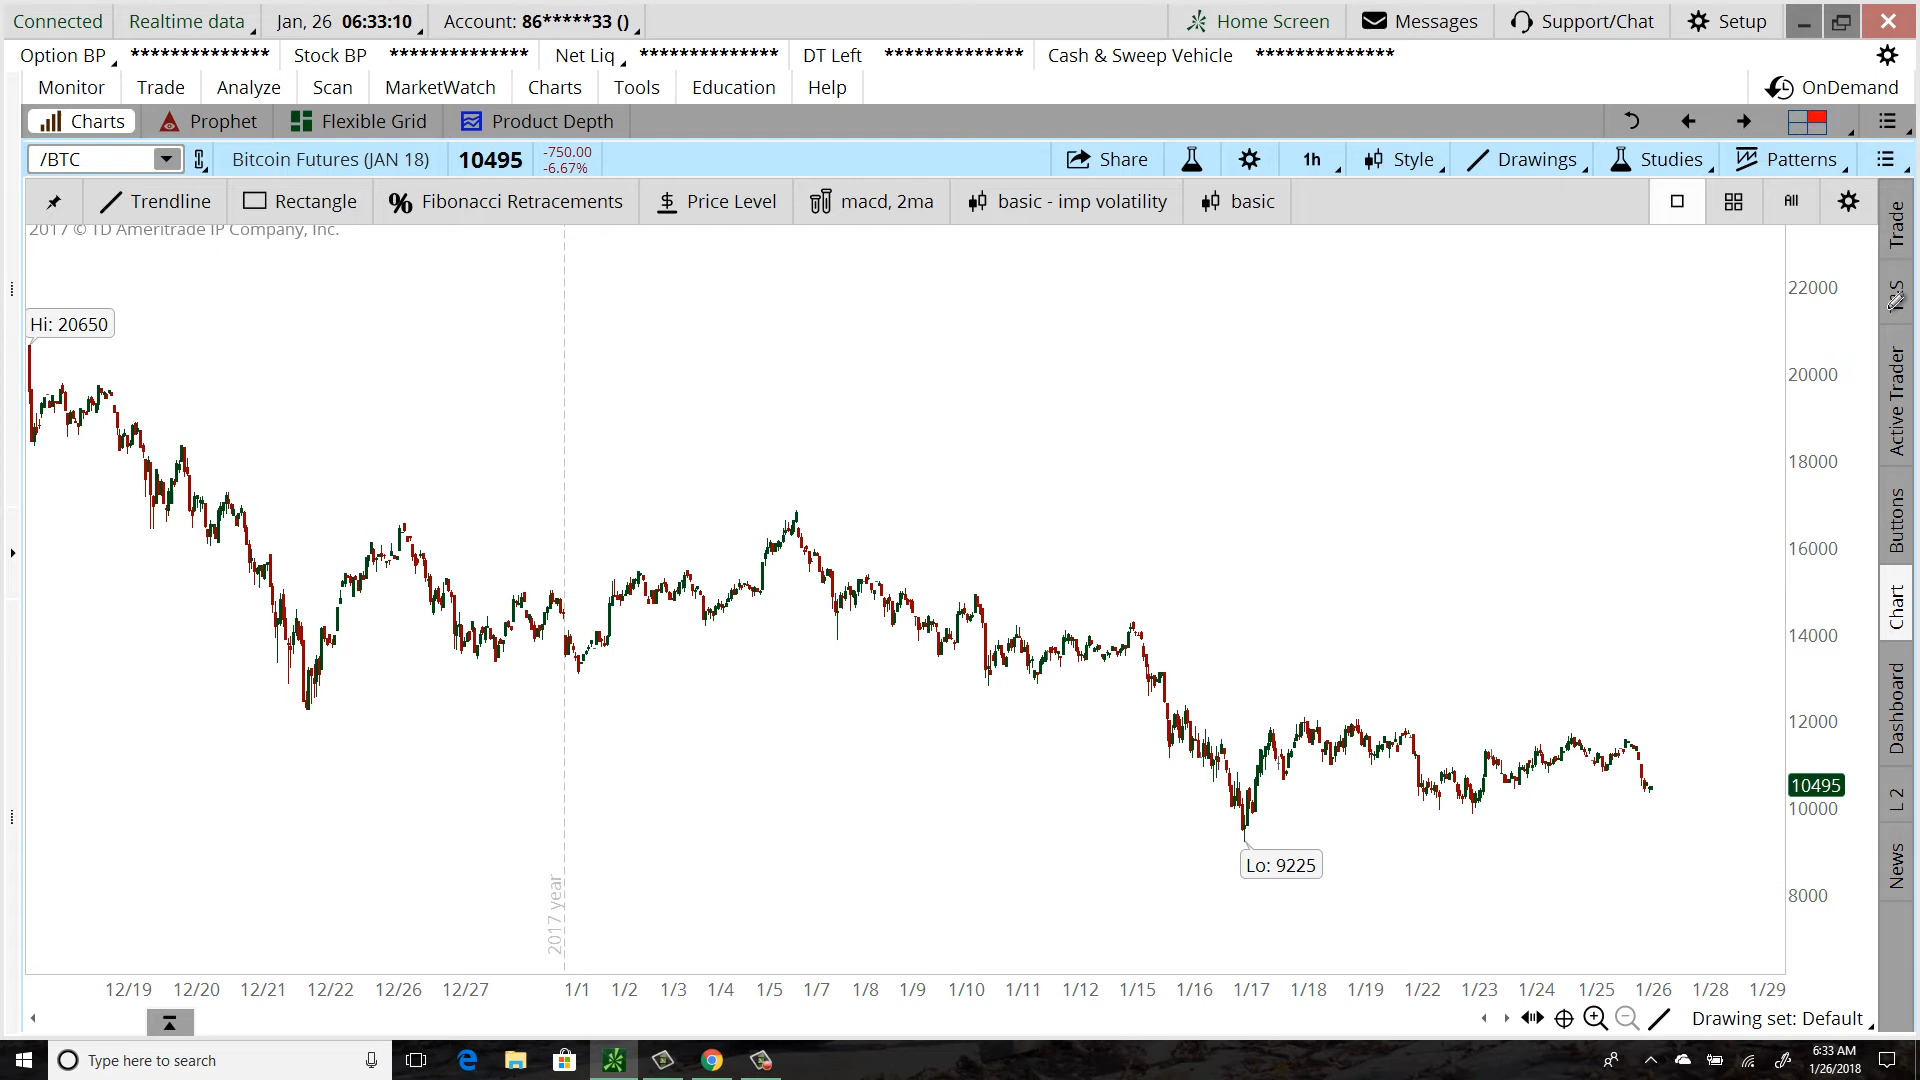 Connected Realtime data Jan, 26 06:33:10 Account: 86*****33 () Home Screen Messages Support/Chat Setup
Option BP ************** Stock BP ************** Net Liq ************** DT Left ************** Cash & Sweep Vehicle **************
Monitor Trade Analyze Scan MarketWatch Charts Tools Education Help OnDemand
Charts Prophet Flexible Grid Product Depth
/BTC Bitcoin Futures (JAN 18) 10495 -750.00 Share 1h Style Drawings Studies Patterns
-6.67%
Trendline Rectangle % Fibonacci Retracements $ Price Level macd, 2ma basic - imp volatility basic All
2017 © TD Ameritrade IP Company, Inc.
Trade
22000
Hi: 20650
20000
Active Trader
18000
16000
Buttons
14000
Chart
12000
Dashboard
10495
10000
L 2
Lo: 9225
News
8000
2017 year
12/19 12/20 12/21 12/22 12/26 12/27 1/1 1/2 1/3 1/4 1/5 1/7 1/8 1/9 1/10 1/11 1/12 1/15 1/16 1/17 1/18 1/19 1/22 1/23 1/24 1/25 1/26 1/28 1/29
Drawing set: Default
Type here to search
6:33 AM
1/26/2018